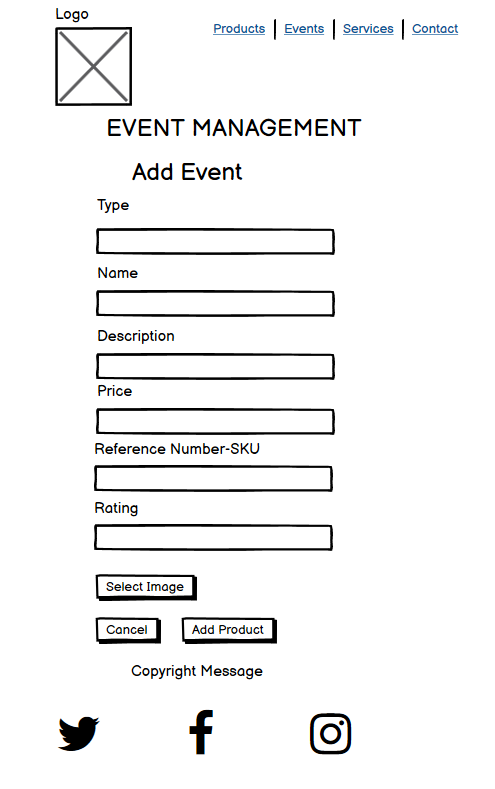 Logo
Products | Events | Services | Contact
EVENT MANAGEMENT
Add Event
Type
Name
Description
Price
Reference Number-SKU
Rating
Select Image
Cancel Add Product
Copyright Message